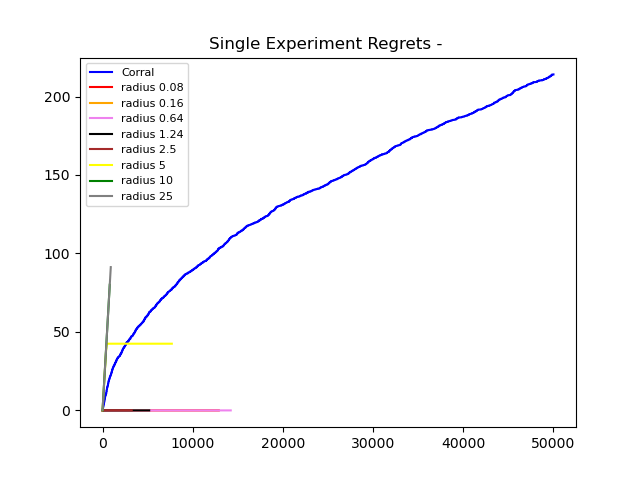 Single Experiment Regrets -
Corral
radius 0.08
radius 0.16
radius 0.64
radius 1.24
radius 2.5
radius 5
radius 10
radius 25
200
150
100
50
0
0 10000 20000 30000 40000 50000